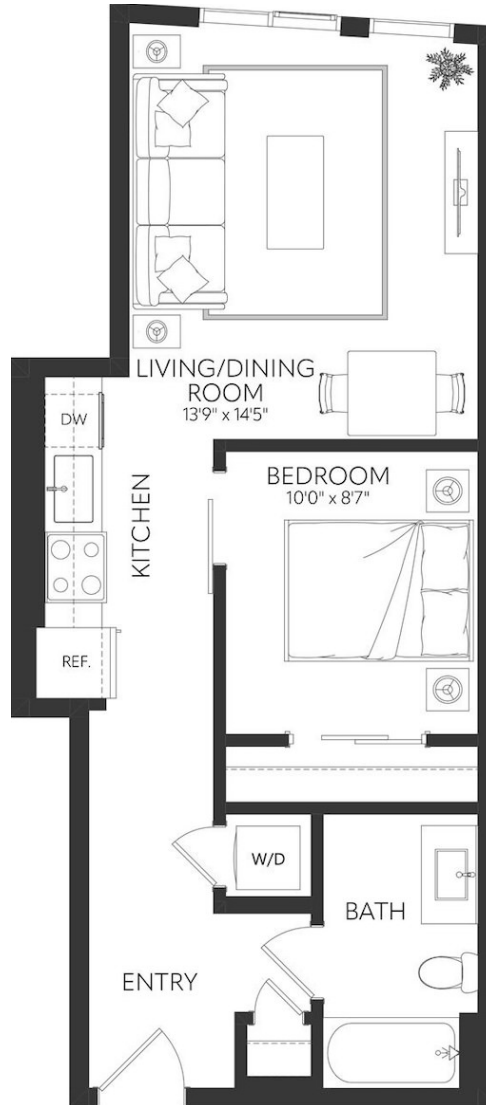 LIVING/DINING
ROOM
13'9" x 14'5"
DW
KITCHEN
BEDROOM
10'0" x 8'7"
REF.
W/D
BATH
ENTRY